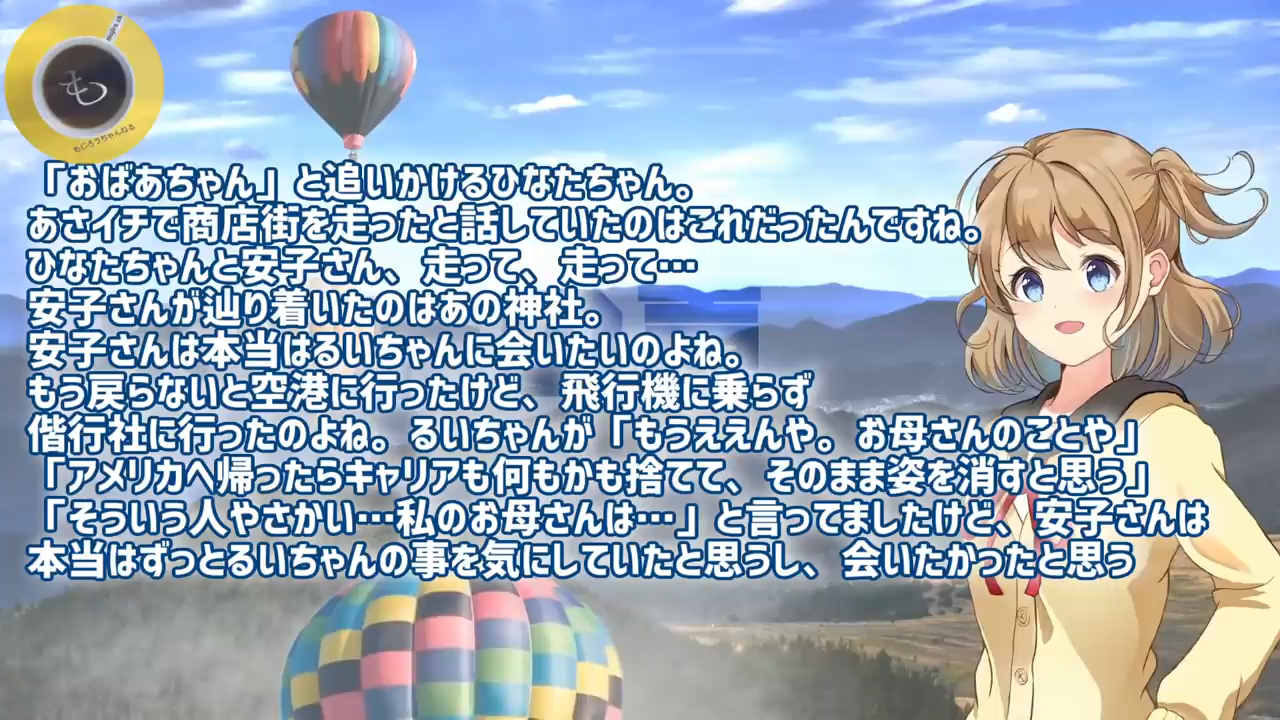 も
もじろうちゃんねる
「おばあちゃん」と追いかけるひなたちゃん。
あさイチで商店街を走ったと話していたのはこれだったんですね。
ひなたちゃんと安子さん、走って、走って…
安子さんが辿り着いたのはあの神社。
安子さんは本当はるいちゃんに会いたいのよね。
もう戻らないと空港に行ったけど、飛行機に乗らず
偕行社に行ったのよね。るいちゃんが「もうええんや。お母さんのことや」
「アメリカへ帰ったらキャリアも何もかも捨てて、そのまま姿を消すと思う」
「そういう人やさかい…私のお母さんは…」と言ってましたけど、安子さんは
本当はずっとるいちゃんの事を気にしていたと思うし、会いたかったと思う